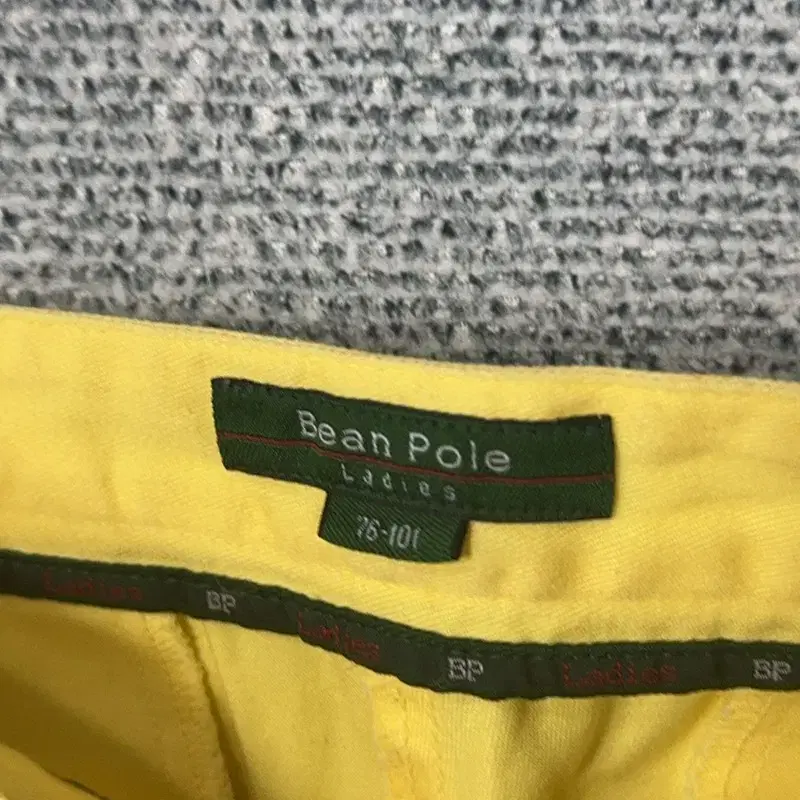 Bean Pole
Ladies
76-101
Ladies BP Ladies BP Ladies BP